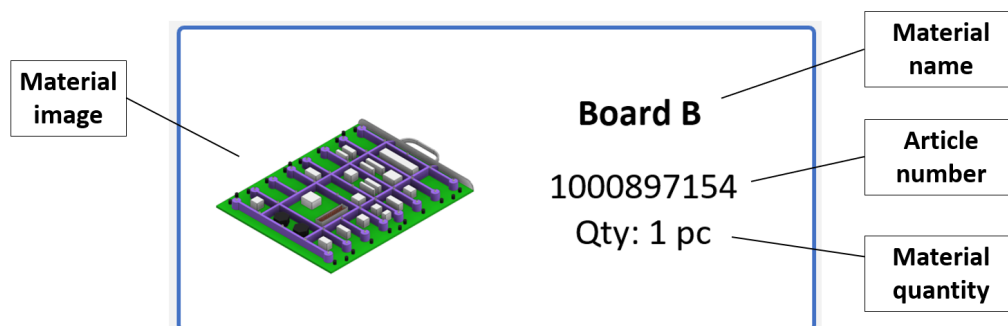 Material
image
Board B
1000897154
Qty: 1 pc
Material
name
Article
number
Material
quantity